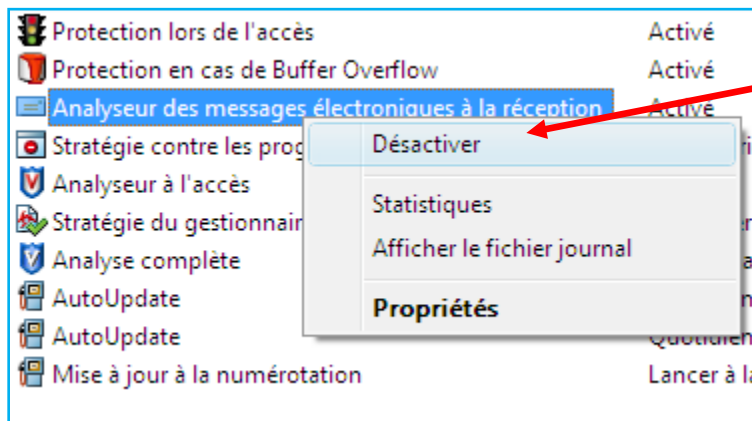 Protection lors de l'accès Activé
Protection en cas de Buffer Overflow Activé
Analyseur des messages électroniques à la réception Activé
Stratégie contre les prog
Désactiver
Analyseur à l'accès
Statistiques
Stratégie du gestionnair
Afficher le fichier journal
Analyse complète
AutoUpdate
Propriétés
AutoUpdate Quotidien
Mise à jour à la numérotation Lancer à la